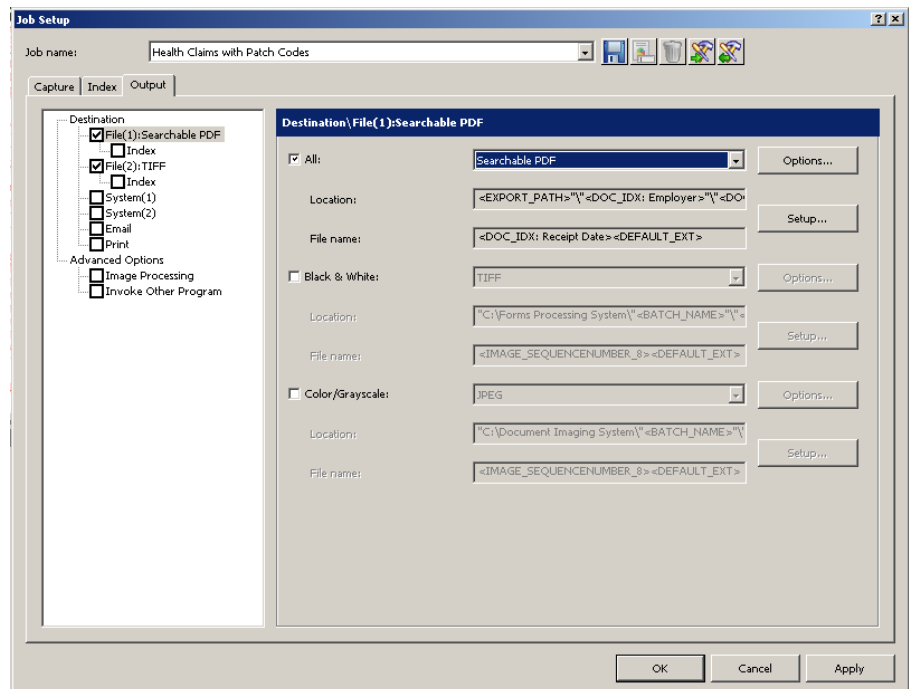 Job Setup
Job name: Health Claims with Patch Codes
Capture Index Output
Destination
File(1):Searchable PDF
Index
File(2):TIFF
Index
System(1)
System(2)
Email
Print
Advanced Options
Image Processing
Invoke Other Program
Destination\File(1):Searchable PDF
All: Searchable PDF Options...
Location: <EXPORT_PATH>"\"<DOC_IDX: Employer>"\"<DO
Setup...
File name: <DOC_IDX: Receipt Date><DEFAULT_EXT>
Black & White: TIFF Options...
Location: "C:\Forms Processing System\"<BATCH_NAME>"\"<
Setup...
File name: <IMAGE_SEQUENCENUMBER_8><DEFAULT_EXT>
Color/Grayscale: JPEG Options...
Location: "C:\Document Imaging System\"<BATCH_NAME>"\"
Setup...
File name: <IMAGE_SEQUENCENUMBER_8><DEFAULT_EXT>
OK Cancel Apply